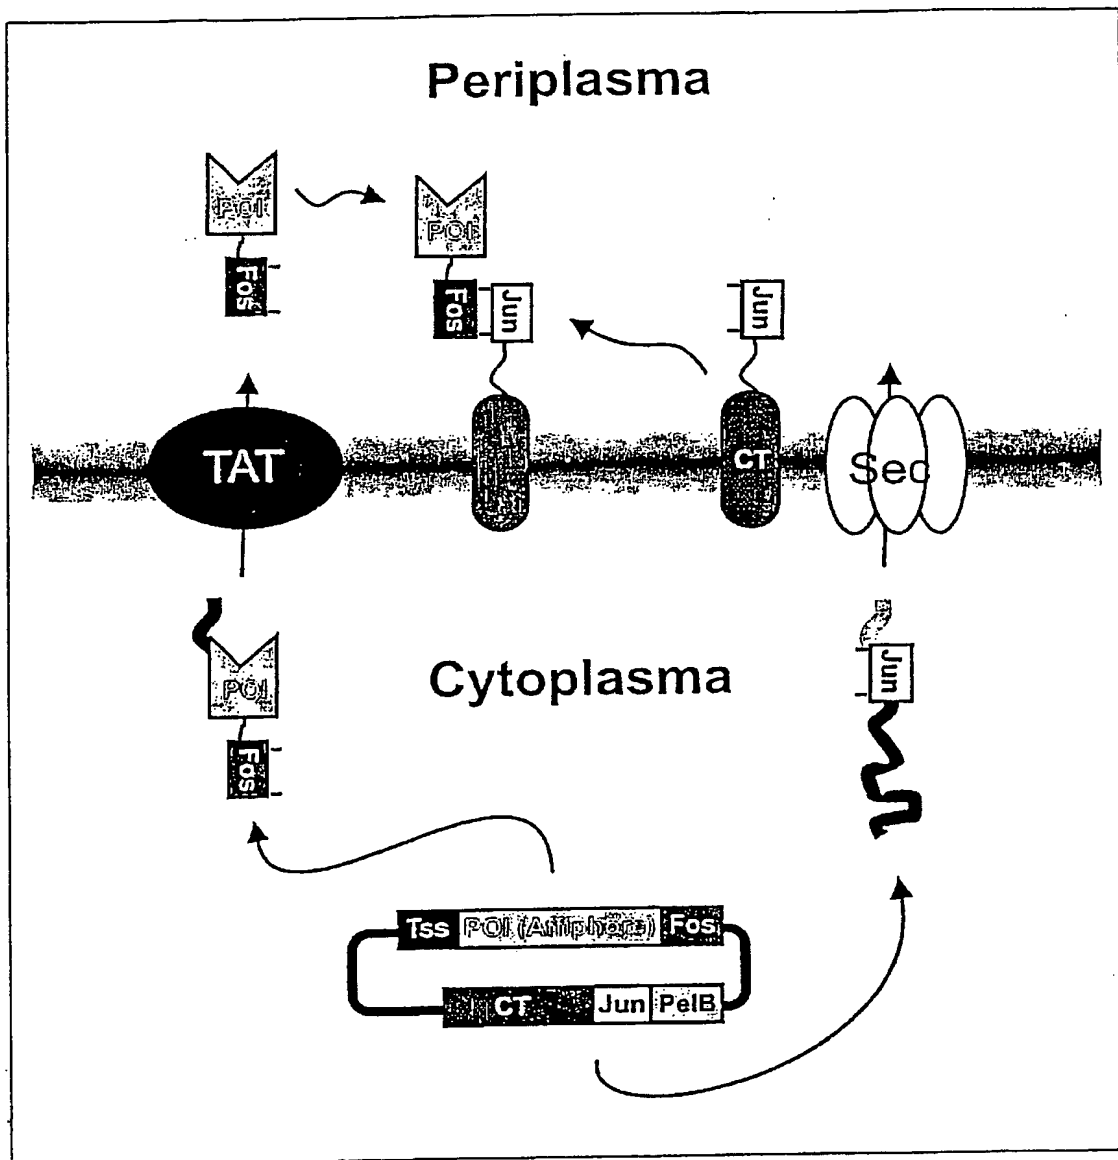 Periplasma
POI
POI
Fos
Fos
Jun
Jun
TAT
CT
Sec
Jun
POI
Cytoplasma
Fos
Tss POI (Affiphore) Fos
CT Jun PelB